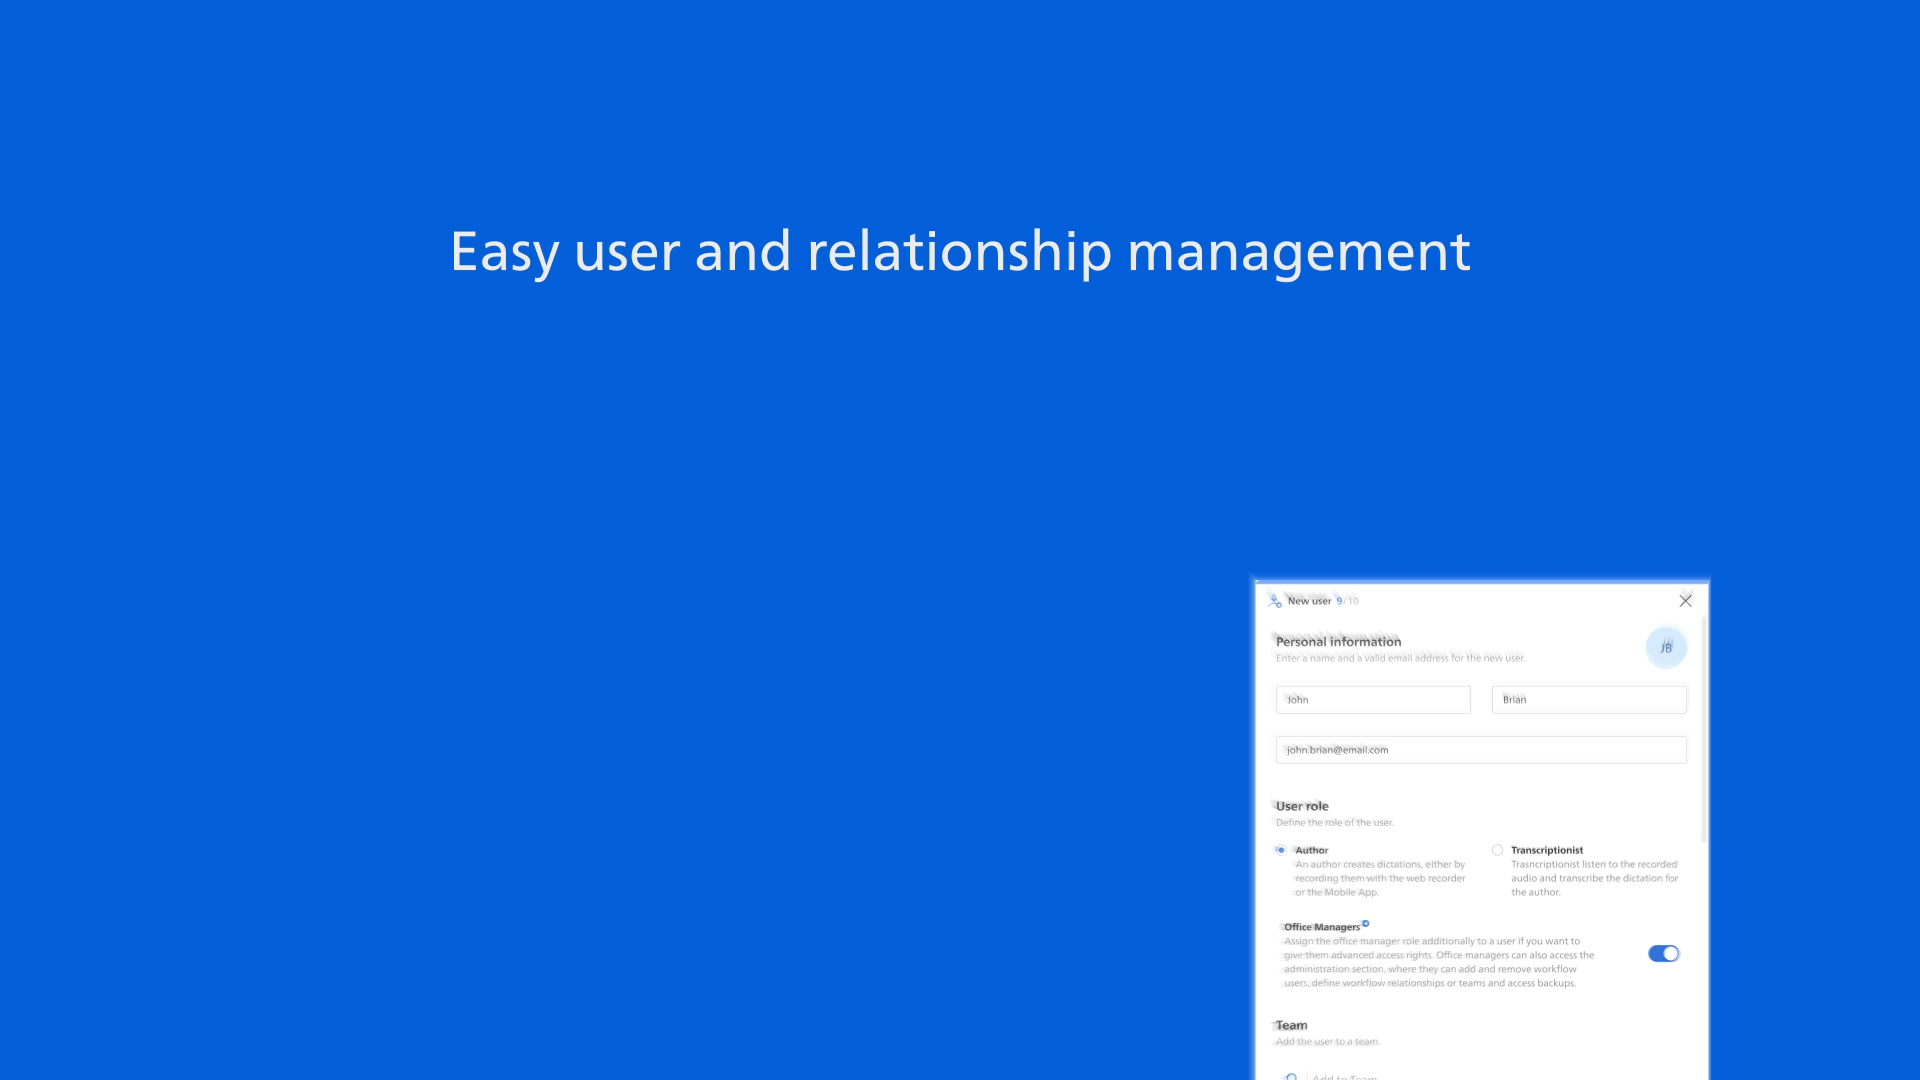 Easy user and relationship management
New user 9/10
Personal information
Enter a name and a valid email address for the new user.
JB
John
Brian
john.brian@email.com
User role
Define the role of the user.
Author
An author creates dictations, either by
recording them with the web recorder
or the Mobile App.
Transcriptionist
Trasncriptionist listen to the recorded
audio and transcribe the dictation for
the author.
Office Managers
Assign the office manager role additionally to a user if you want to
give them advanced access rights. Office managers can also access the
administration section, where they can add and remove workflow
users, define workflow relationships or teams and access backups.
Team
Add the user to a team.
Add to Team